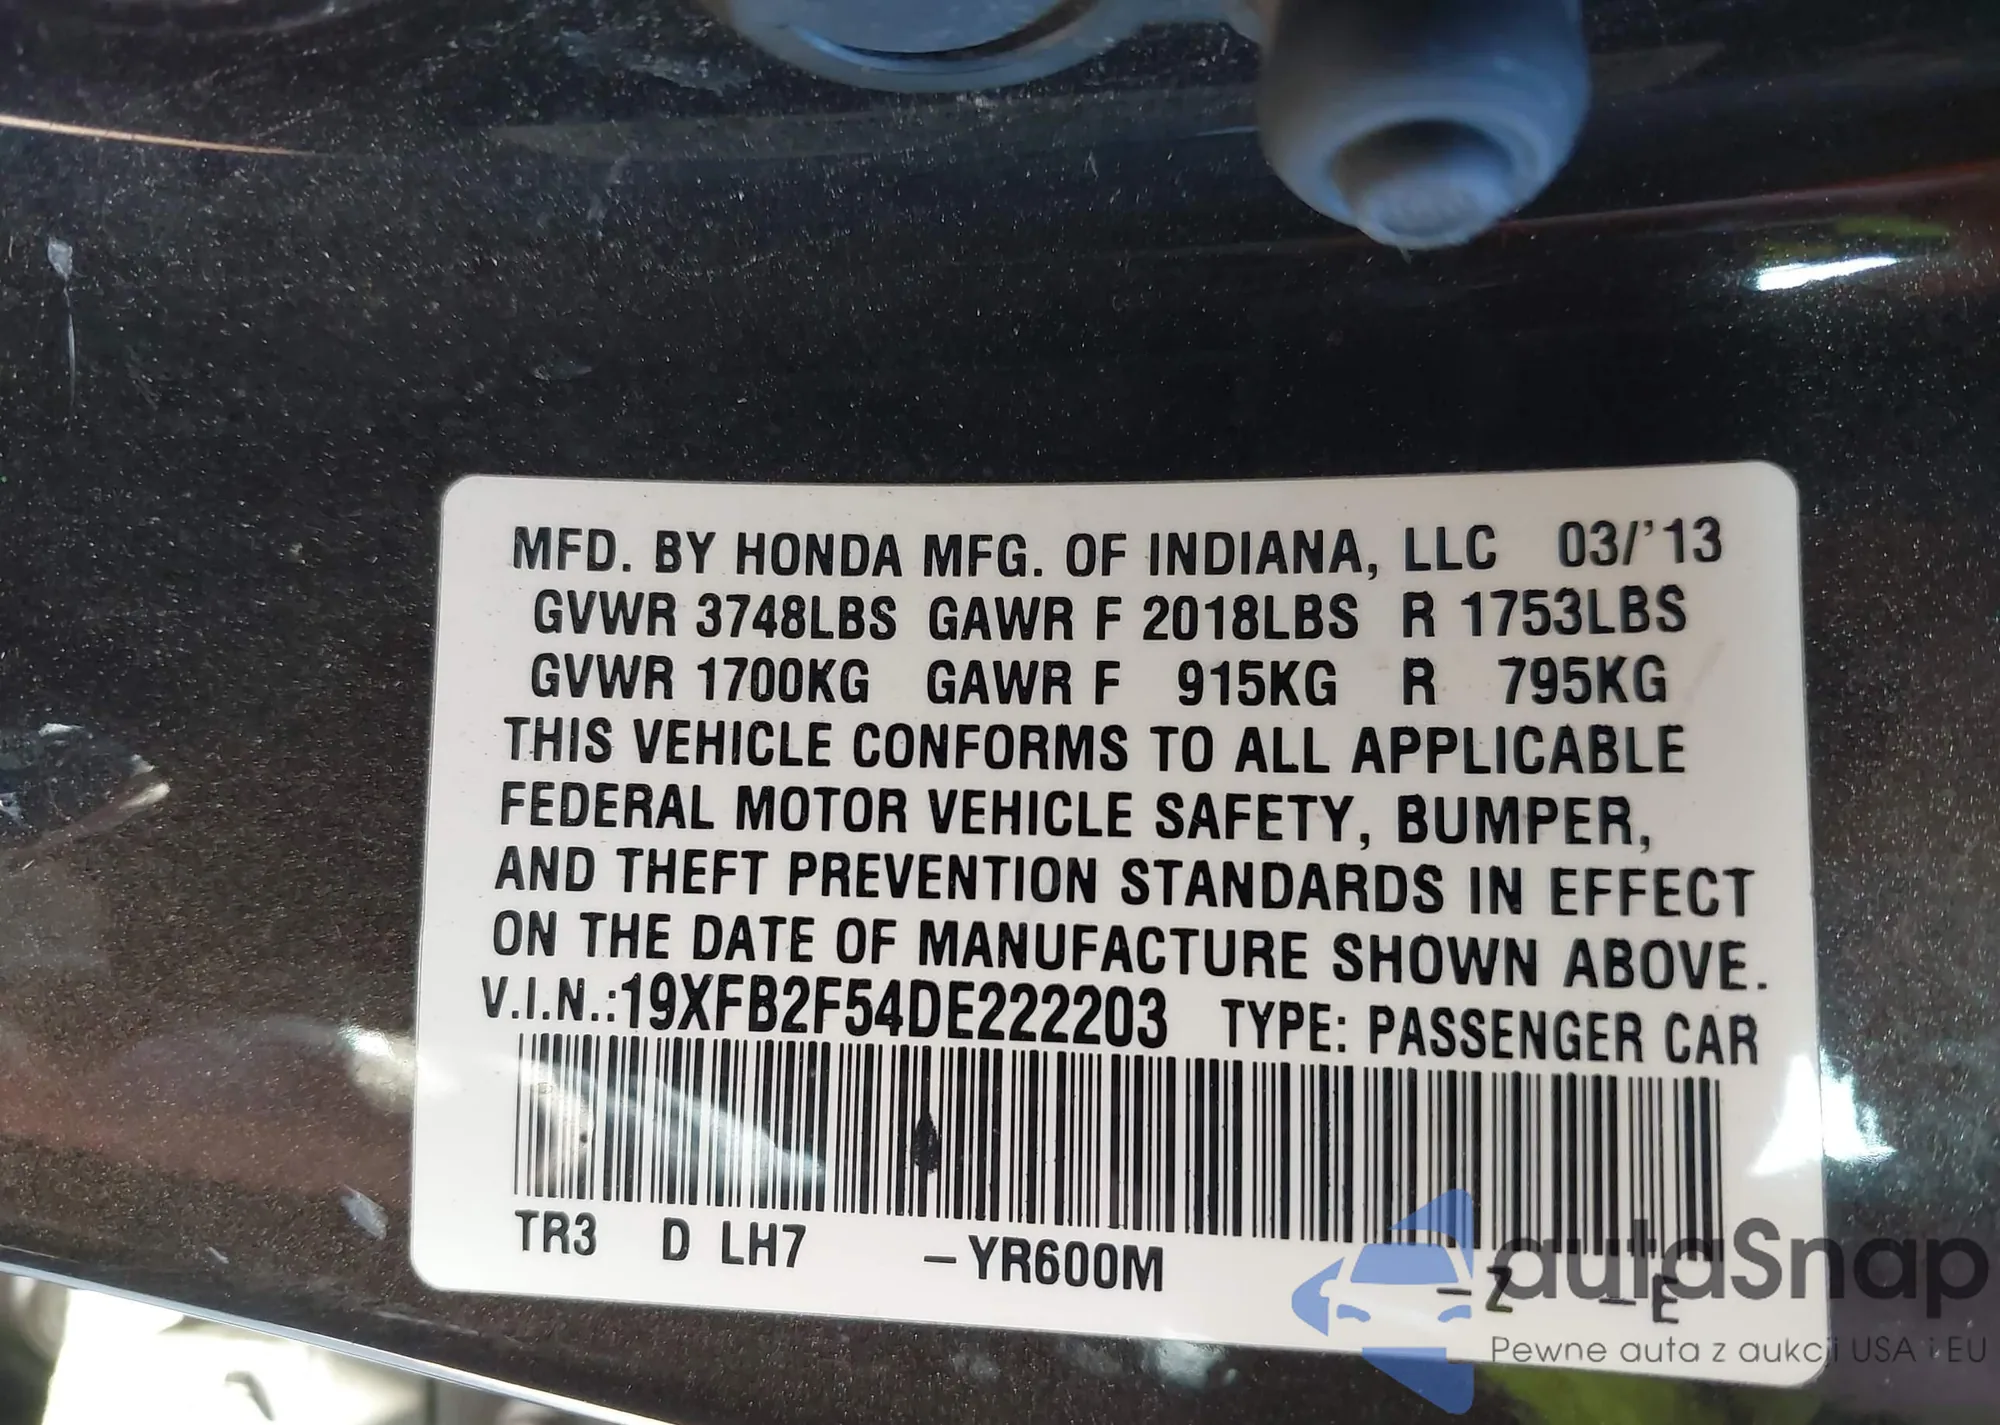 MFD. BY HONDA MFG. OF INDIANA, LLC 03/'13
GVWR 3748LBS GAWR F 2018LBS R 1753LBS
GVWR 1700KG GAWR F 915KG R 795KG
THIS VEHICLE CONFORMS TO ALL APPLICABLE
FEDERAL MOTOR VEHICLE SAFETY, BUMPER,
AND THEFT PREVENTION STANDARDS IN EFFECT
ON THE DATE OF MANUFACTURE SHOWN ABOVE.
V.I.N.:19XFB2F54DE222203 TYPE: PASSENGER CAR
TR3 D LH7 –YR600M –Z –E
autaSnap
Pewne auta z aukcji USA i EU